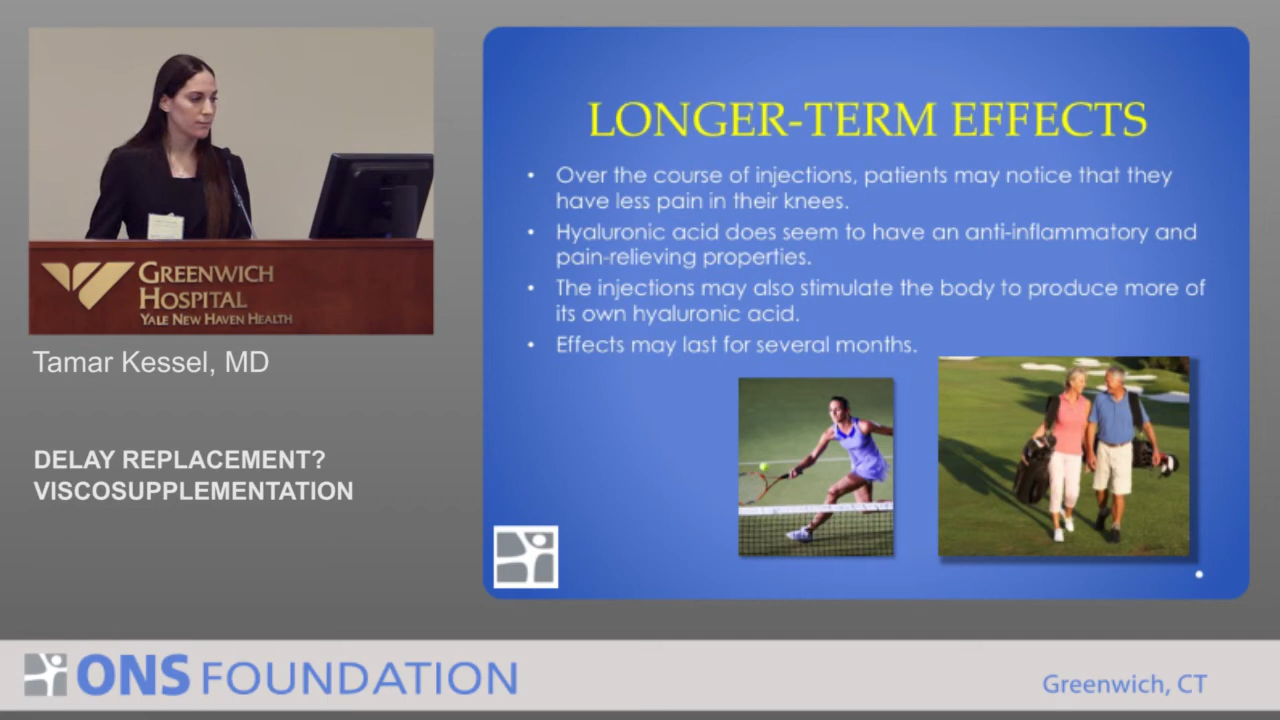 GREENWICH
HOSPITAL
YALE NEW HAVEN HEALTH
Tamar Kessel, MD
DELAY REPLACEMENT?
VISCOSUPPLEMENTATION
LONGER-TERM EFFECTS
• Over the course of injections, patients may notice that they
have less pain in their knees.
• Hyaluronic acid does seem to have an anti-inflammatory and
pain-relieving properties.
• The injections may also stimulate the body to produce more of
its own hyaluronic acid.
• Effects may last for several months.
ONS FOUNDATION
Greenwich, CT